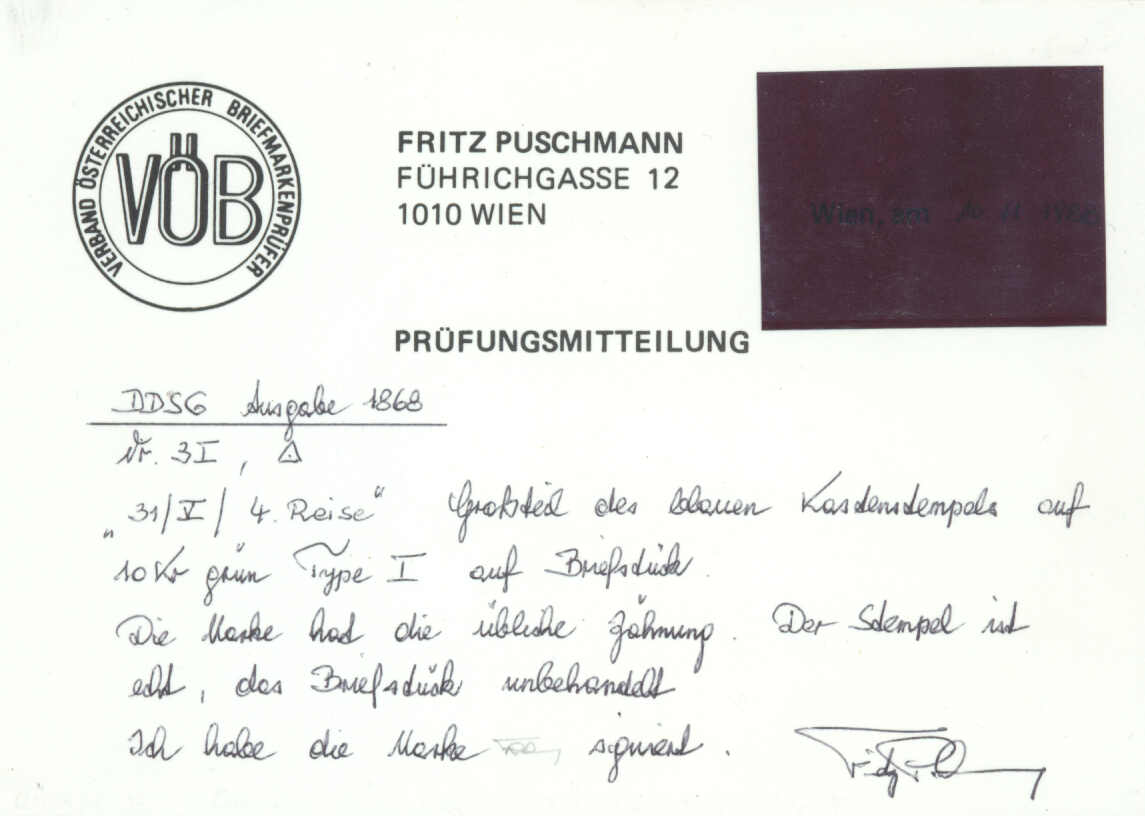 VERBAND ÖSTERREICHISCHER BRIEFMARKENPRÜFER
VÖB
FRITZ PUSCHMANN
FÜHRICHGASSE 12
1010 WIEN
Wien, am
PRÜFUNGSMITTEILUNG
DDSG Ausgabe 1868
Nr. 3I, △
„31/V/4. Reise" Großteil des blauen Kastenstempels auf
10 Kr grün Type I auf Briefstück.
Die Marke hat die übliche Zähnung. Der Stempel ist
echt, das Briefstück unbehandelt
Ich habe die Marke signiert.